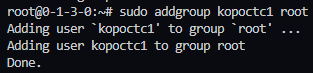 root@0-1-3-0:~# sudo addgroup kopoctc1 root
Adding user `kopoctc1' to group `root' ...
Adding user kopoctc1 to group root
Done.